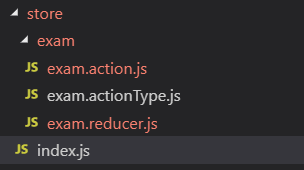 store
exam
JS exam.action.js
JS exam.actionType.js
JS exam.reducer.js
JS index.js